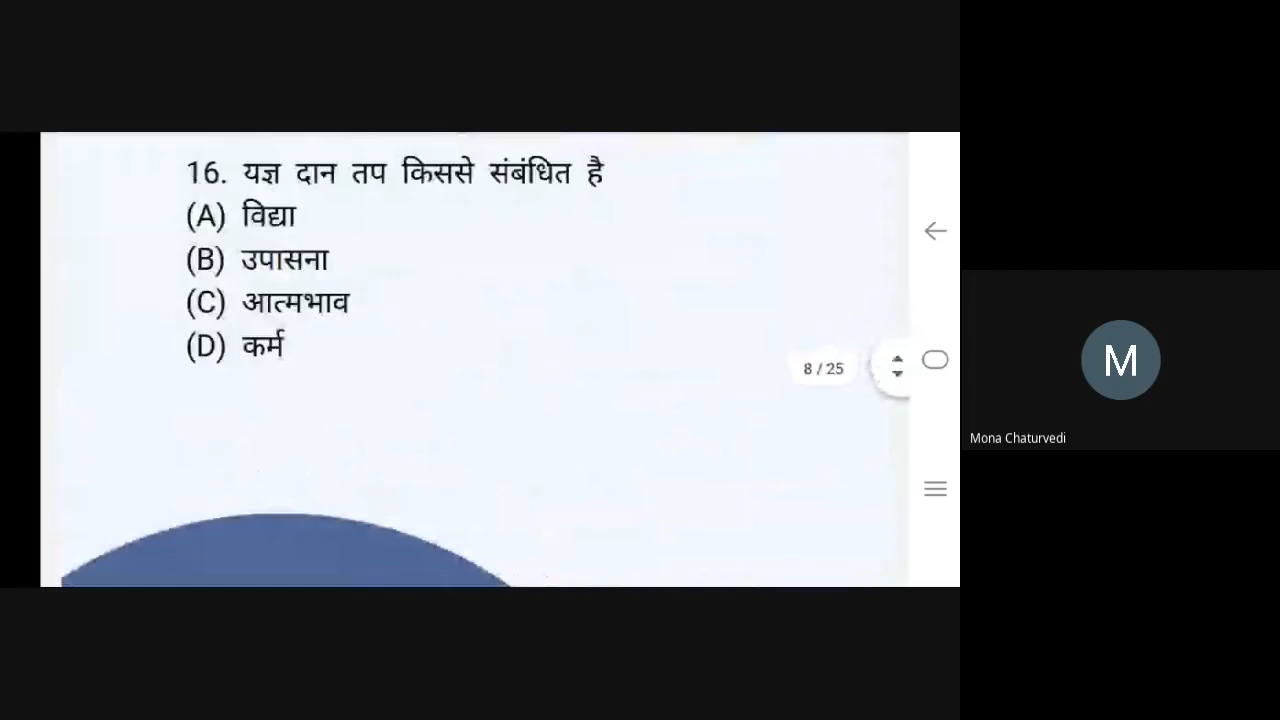 16. यज्ञ दान तप किससे संबंधित है
(A) विद्या
(B) उपासना
(C) आत्मभाव
(D) कर्म
8 / 25
M
Mona Chaturvedi